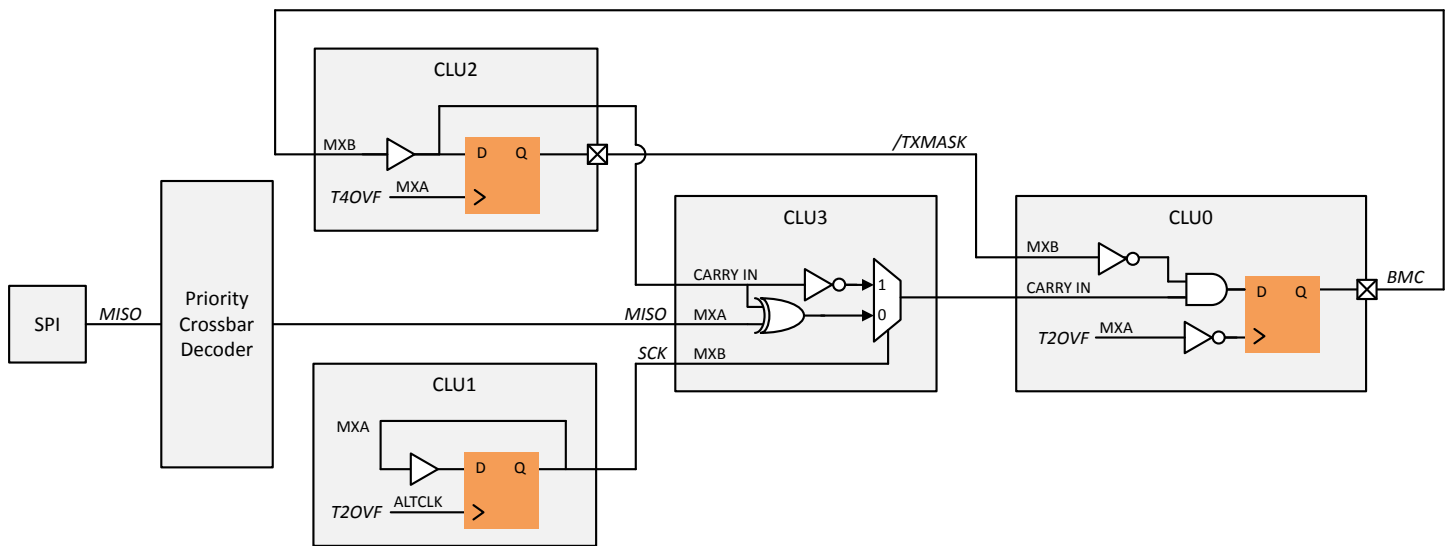 CLU2
MXB
D Q
T4OVF MXA
/TXMASK
CLU3
CLU0
MXB
CARRY IN
1
CARRY IN
D Q
BMC
SPI
MISO
Priority
Crossbar
Decoder
MISO
MXA
0
T2OVF MXA
SCK
MXB
CLU1
MXA
D Q
T2OVF ALTCLK